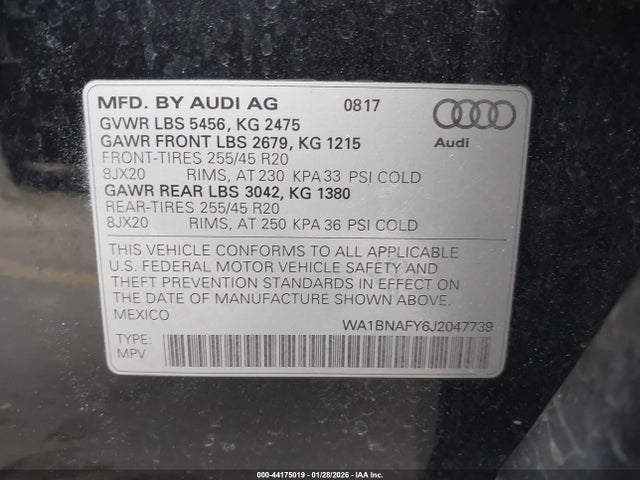 MFD. BY AUDI AG 0817
GVWR LBS 5456, KG 2475
GAWR FRONT LBS 2679, KG 1215
FRONT-TIRES 255/45 R20
8JX20 RIMS, AT 230 KPA 33 PSI COLD
GAWR REAR LBS 3042, KG 1380
REAR-TIRES 255/45 R20
8JX20 RIMS, AT 250 KPA 36 PSI COLD
Audi
THIS VEHICLE CONFORMS TO ALL APPLICABLE
U.S. FEDERAL MOTOR VEHICLE SAFETY AND
THEFT PREVENTION STANDARDS IN EFFECT ON
THE DATE OF MANUFACTURE SHOWN ABOVE.
MEXICO WA1BNAFY6J2047739
TYPE:
MPV
000-44175019 | 01/28/2026 - IAA Inc.